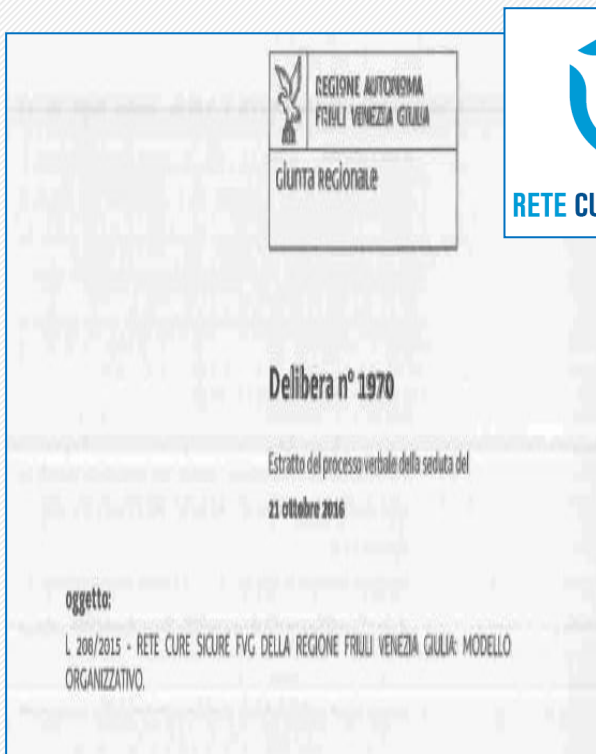 REGIONE AUTONOMA
FRIULI VENEZIA GIULIA
giunta regionale
RETE CU
Delibera n° 1970
Estratto del processo verbale della seduta del
21 ottobre 2016
oggetto:
L 208/2015 - RETE CURE SICURE FVG DELLA REGIONE FRIULI VENEZIA GIULIA: MODELLO
ORGANIZZATIVO.